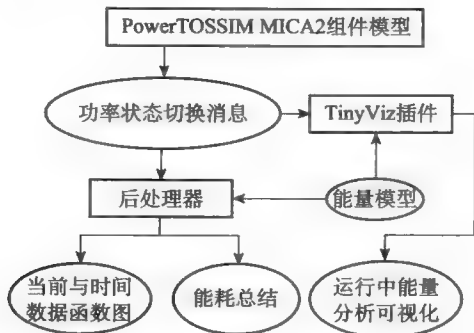 PowerTOSSIM MICA2组件模型
功率状态切换消息
TinyViz插件
后处理器
能量模型
当前与时间
数据函数图
能耗总结
运行中能量
分析可视化